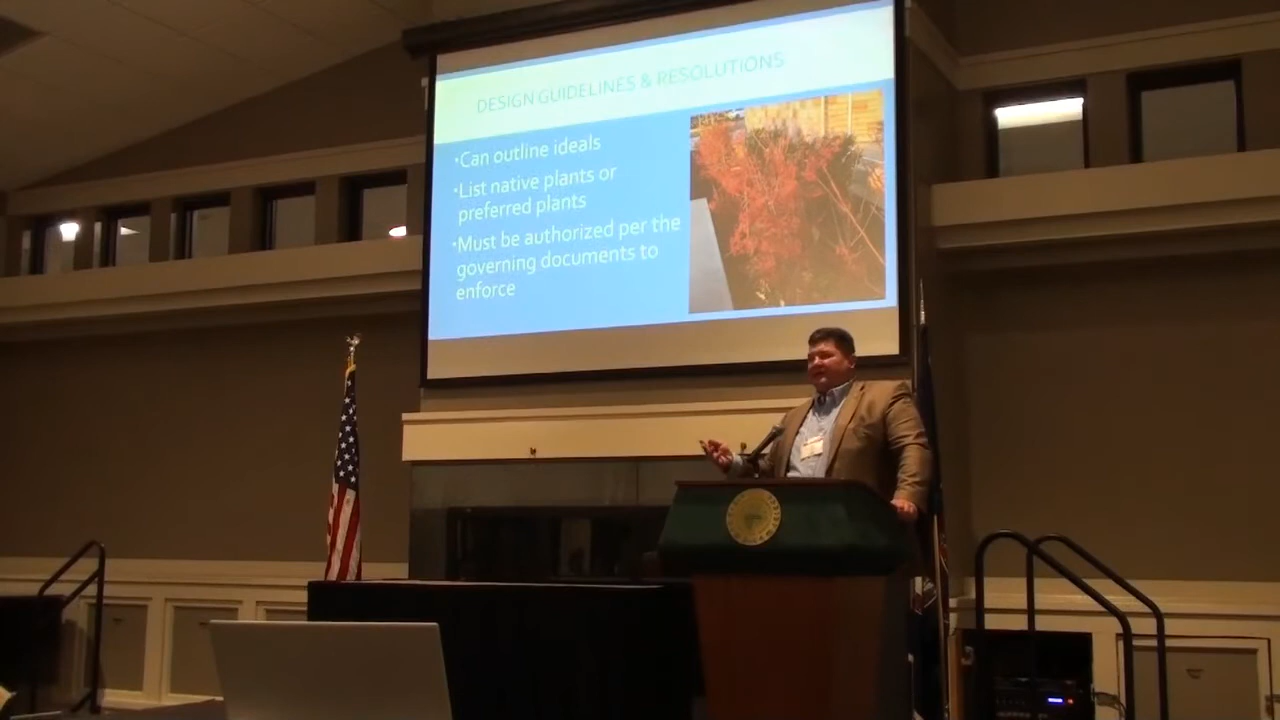 DESIGN GUIDELINES & RESOLUTIONS
•Can outline ideals
•List native plants or
preferred plants
•Must be authorized per the
governing documents to
enforce